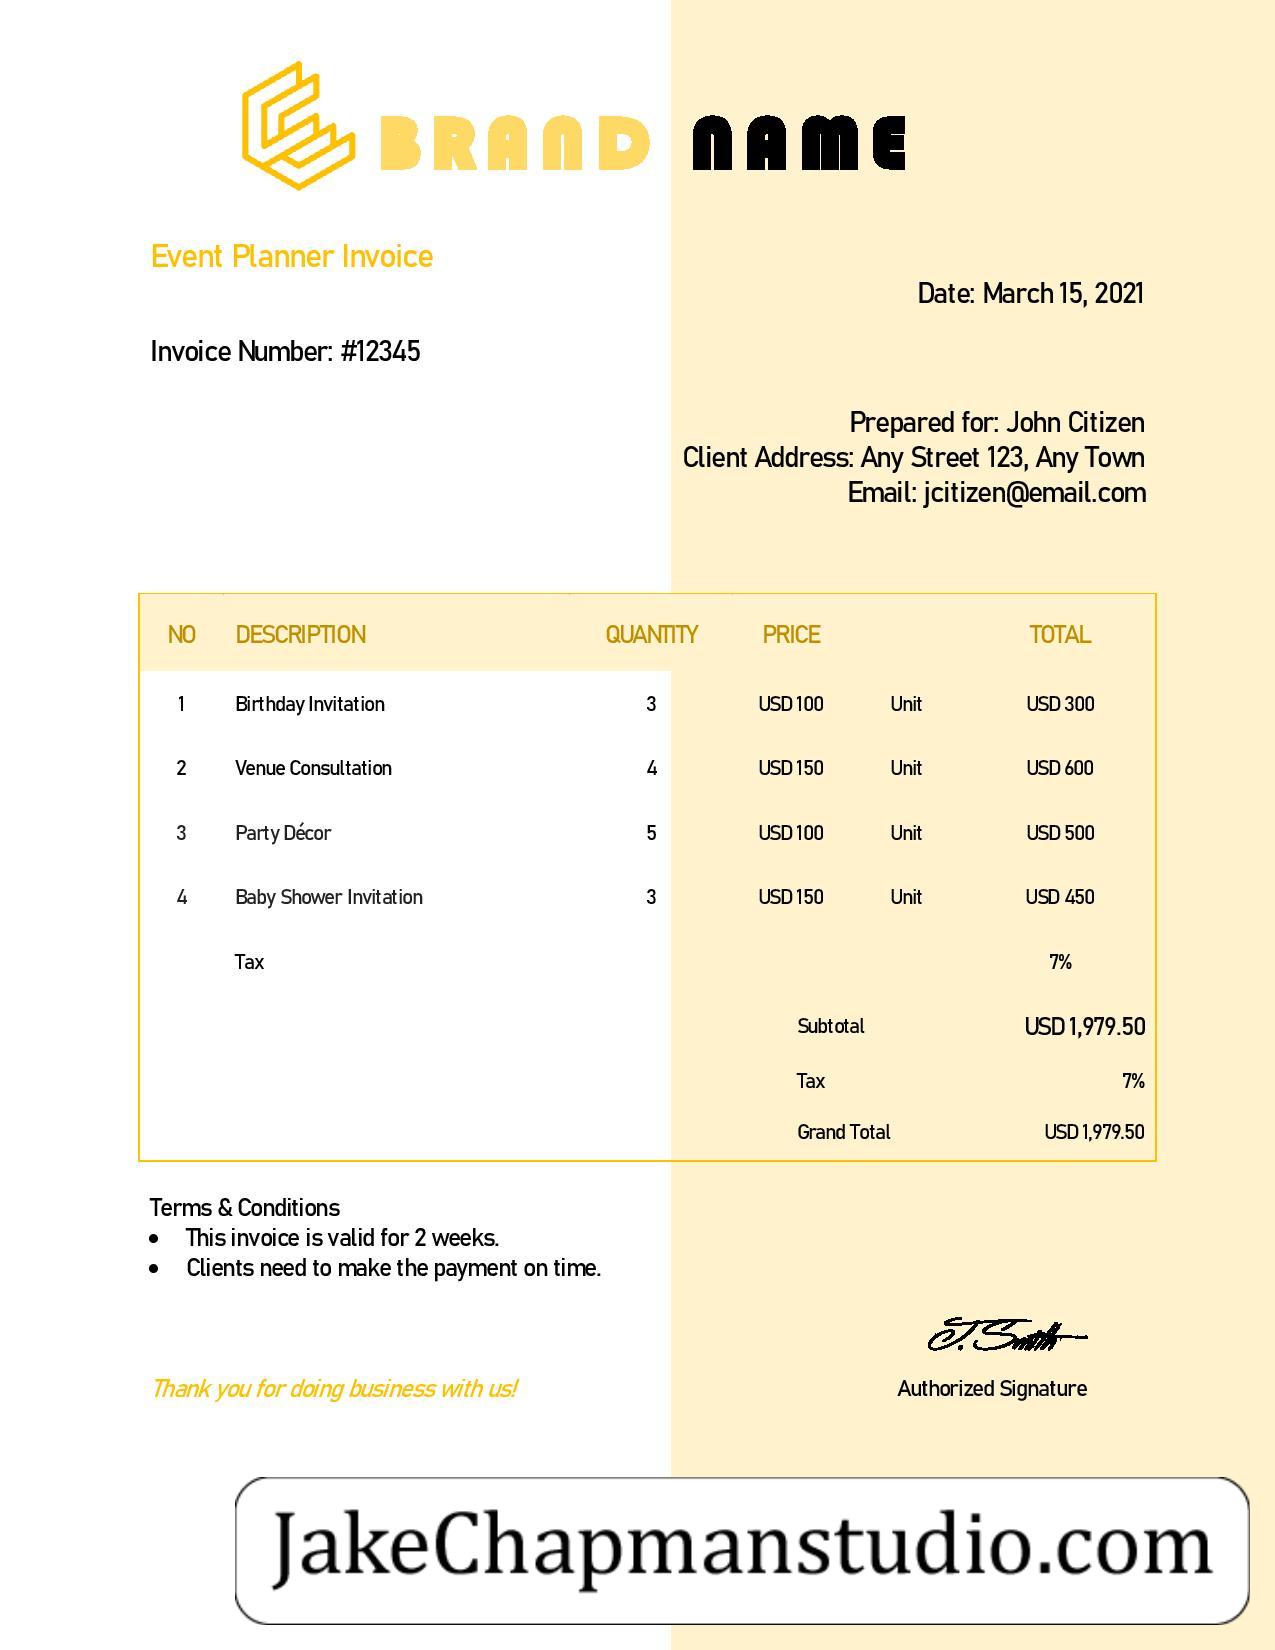 BRAND NAME
Event Planner Invoice
Date: March 15, 2021
Invoice Number: #12345
Prepared for: John Citizen
Client Address: Any Street 123, Any Town
Email: jcitizen@email.com
NO DESCRIPTION QUANTITY PRICE TOTAL
1 Birthday Invitation 3 USD 100 Unit USD 300
2 Venue Consultation 4 USD 150 Unit USD 600
3 Party Décor 5 USD 100 Unit USD 500
4 Baby Shower Invitation 3 USD 150 Unit USD 450
Tax 7%
Subtotal USD 1,979.50
Tax 7%
Grand Total USD 1,979.50
Terms & Conditions
• This invoice is valid for 2 weeks.
• Clients need to make the payment on time.
J. Smith
Thank you for doing business with us! Authorized Signature
JakeChapmanstudio.com